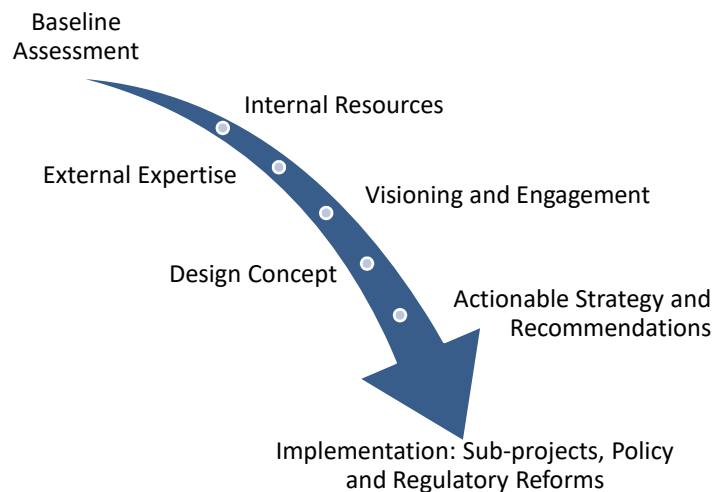 Baseline
Assessment
Internal Resources
External Expertise
Visioning and Engagement
Design Concept
Actionable Strategy and
Recommendations
Implementation: Sub-projects, Policy
and Regulatory Reforms